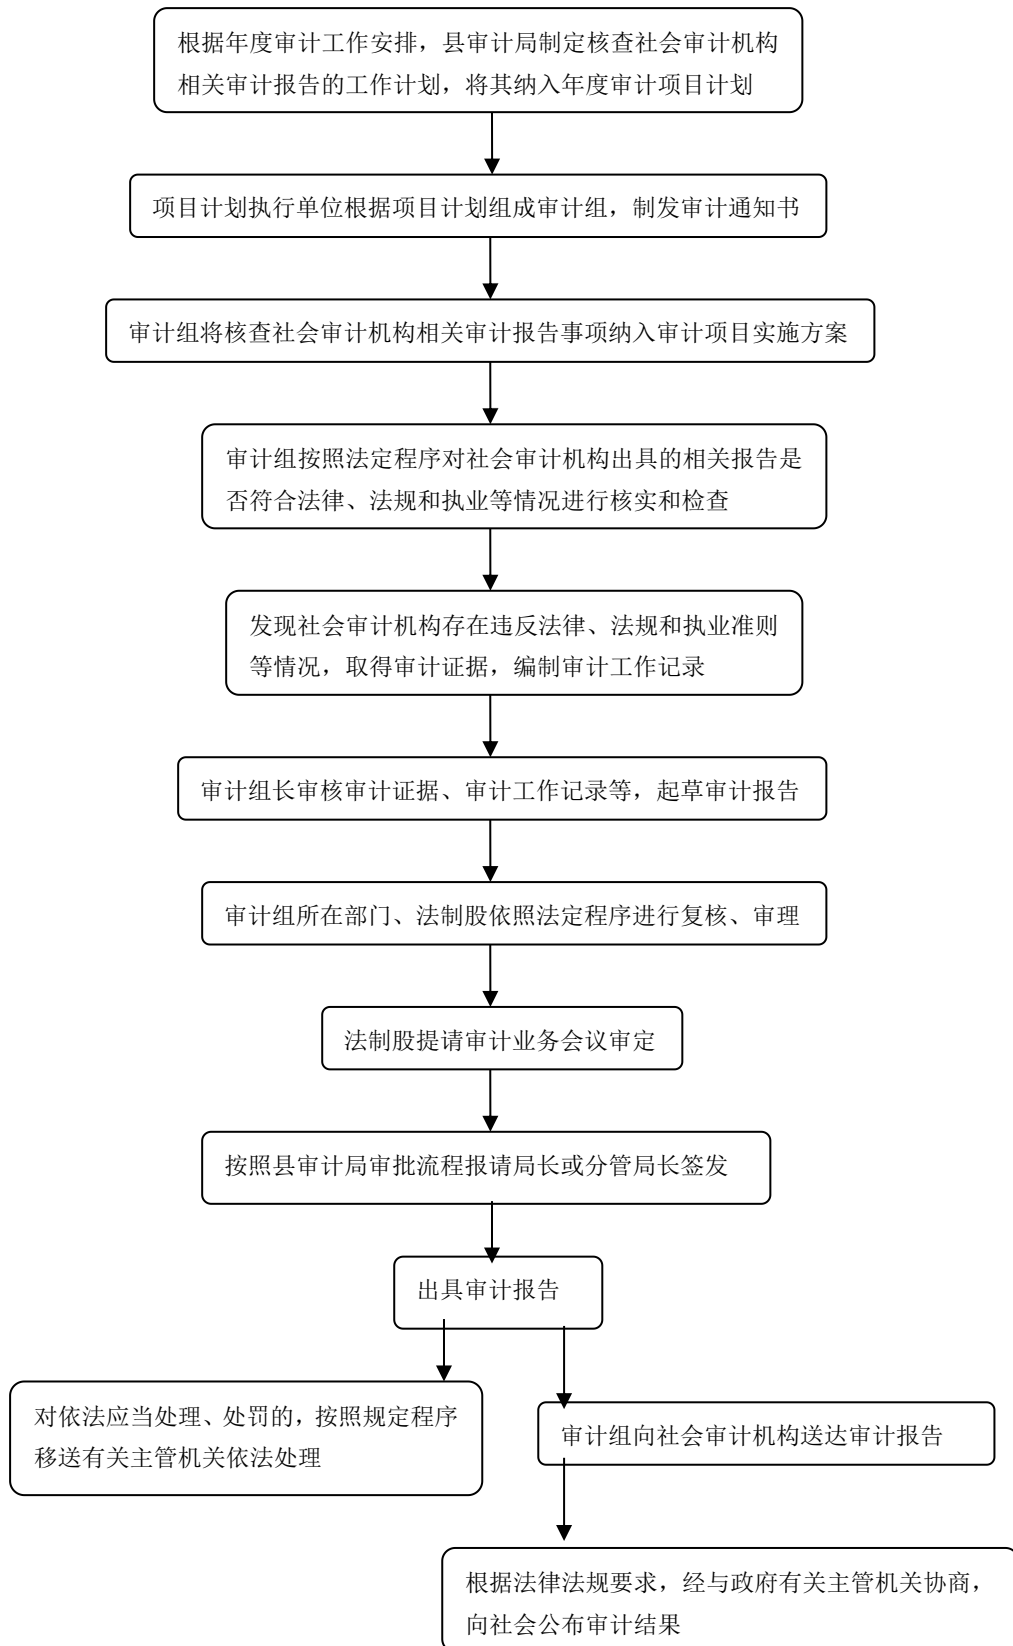 根据年度审计工作安排，县审计局制定核查社会审计机构
相关审计报告的工作计划，将其纳入年度审计项目计划
项目计划执行单位根据项目计划组成审计组，制发审计通知书
审计组将核查社会审计机构相关审计报告事项纳入审计项目实施方案
审计组按照法定程序对社会审计机构出具的相关报告是
否符合法律、法规和执业等情况进行核实和检查
发现社会审计机构存在违反法律、法规和执业准则
等情况，取得审计证据，编制审计工作记录
审计组长审核审计证据、审计工作记录等，起草审计报告
审计组所在部门、法制股依照法定程序进行复核、审理
法制股提请审计业务会议审定
按照县审计局审批流程报请局长或分管局长签发
出具审计报告
对依法应当处理、处罚的，按照规定程序
移送有关主管机关依法处理
审计组向社会审计机构送达审计报告
根据法律法规要求，经与政府有关主管机关协商，
向社会公布审计结果